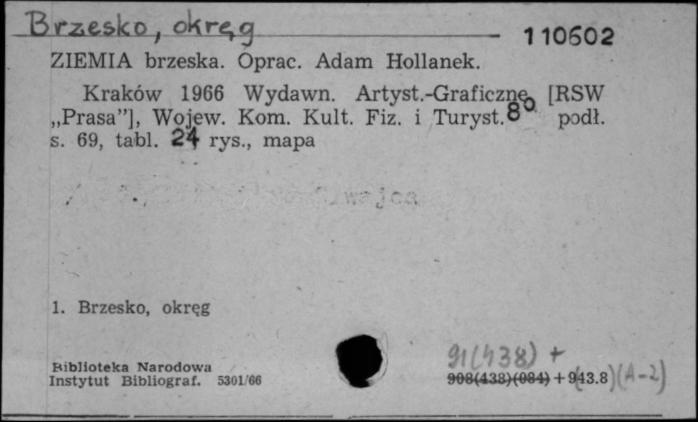 Brzesko, okręg
110602
ZIEMIA brzeska. Oprac. Adam Hollanek.
Kraków 1966 Wydawn. Artyst.-Graficzne [RSW
„Prasa”], Wojew. Kom. Kult. Fiz. i Turyst. 8º podł.
s. 69, tabl. 24 rys., mapa
1. Brzesko, okręg
91(438) +
Biblioteka Narodowa
Instytut Bibliograf. 5301/66
908(438)(084) + 943.8 (A-2)